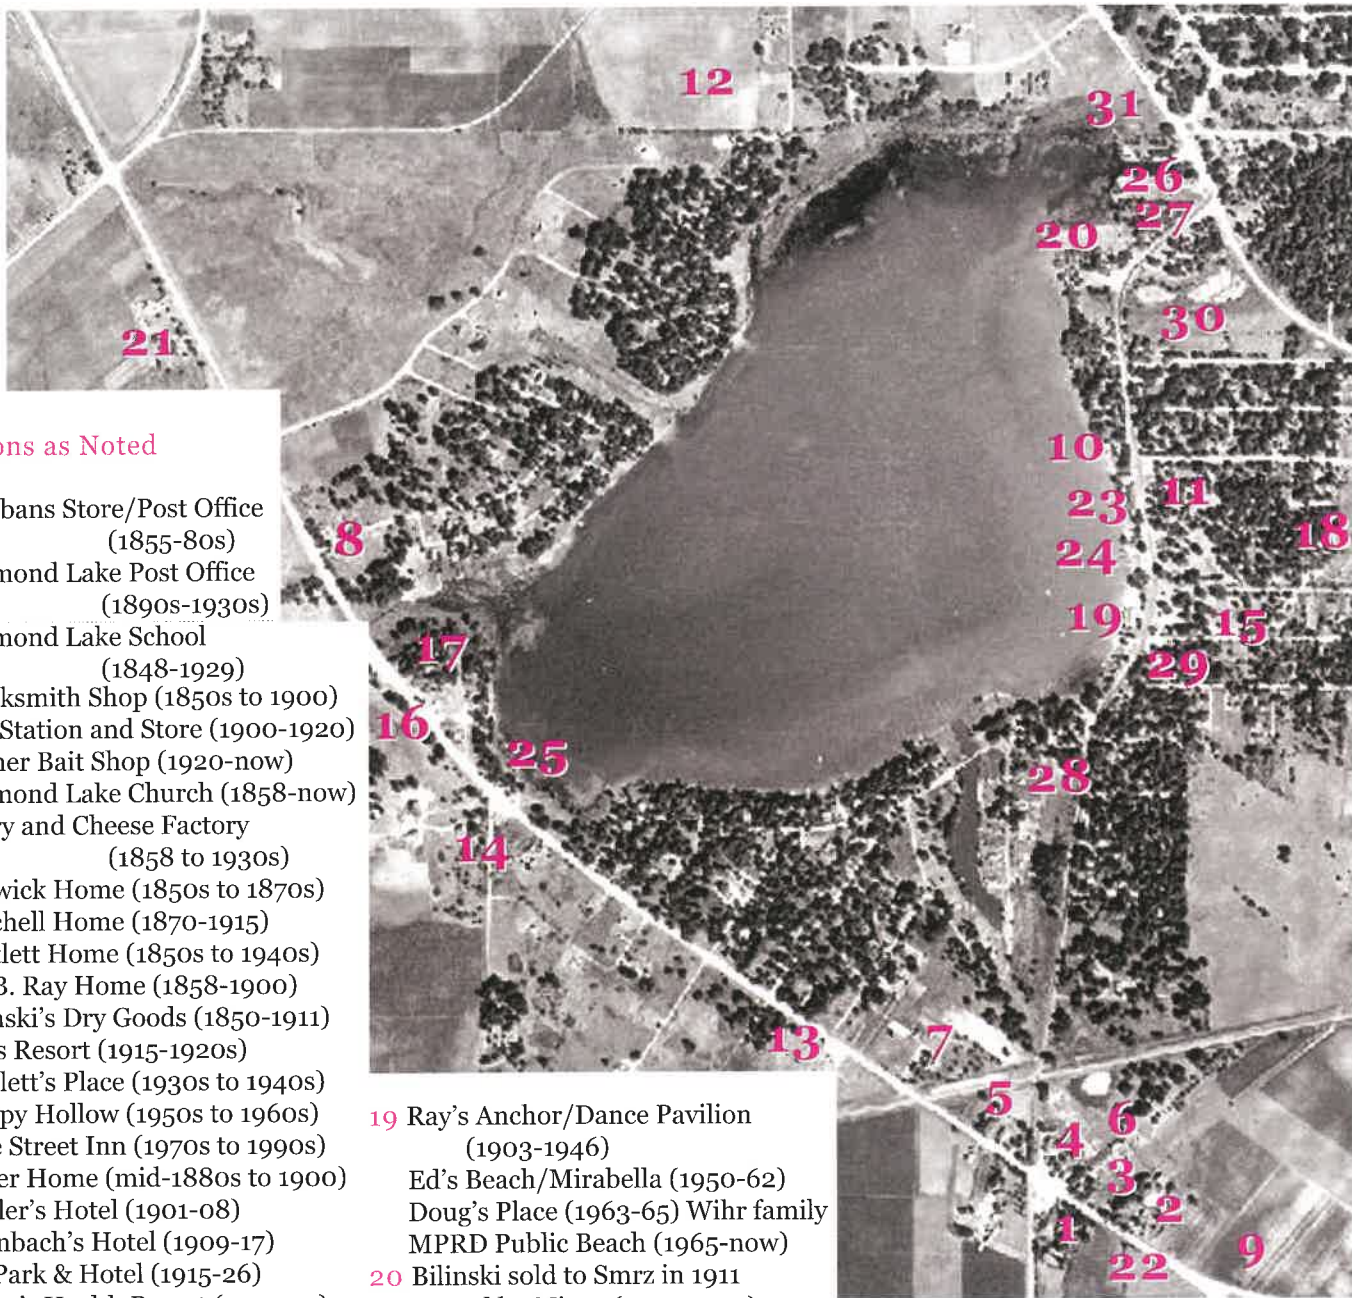 12
31
26
27
20
30
21
ons as Noted
10
bans Store/Post Office
23
11
(1855-80s)
8
18
24
mond Lake Post Office
(1890s-1930s)
19
15
mond Lake School
17
29
(1848-1929)
ksmith Shop (1850s to 1900)
16
Station and Store (1900-1920)
25
ner Bait Shop (1920-now)
28
mond Lake Church (1858-now)
ry and Cheese Factory
14
(1858 to 1930s)
wick Home (1850s to 1870s)
chell Home (1870-1915)
tlett Home (1850s to 1940s)
B. Ray Home (1858-1900)
nski's Dry Goods (1850-1911)
13
7
s Resort (1915-1920s)
lett's Place (1930s to 1940s)
5
py Hollow (1950s to 1960s)
6
4
e Street Inn (1970s to 1990s)
er Home (mid-1880s to 1900)
3
ler's Hotel (1901-08)
2
1
nbach's Hotel (1909-17)
9
22
Park & Hotel (1915-26)
19 Ray's Anchor/Dance Pavilion
(1903-1946)
Ed's Beach/Mirabella (1950-62)
Doug's Place (1963-65) Wihr family
MPRD Public Beach (1965-now)
20 Bilinski sold to Smrz in 1911